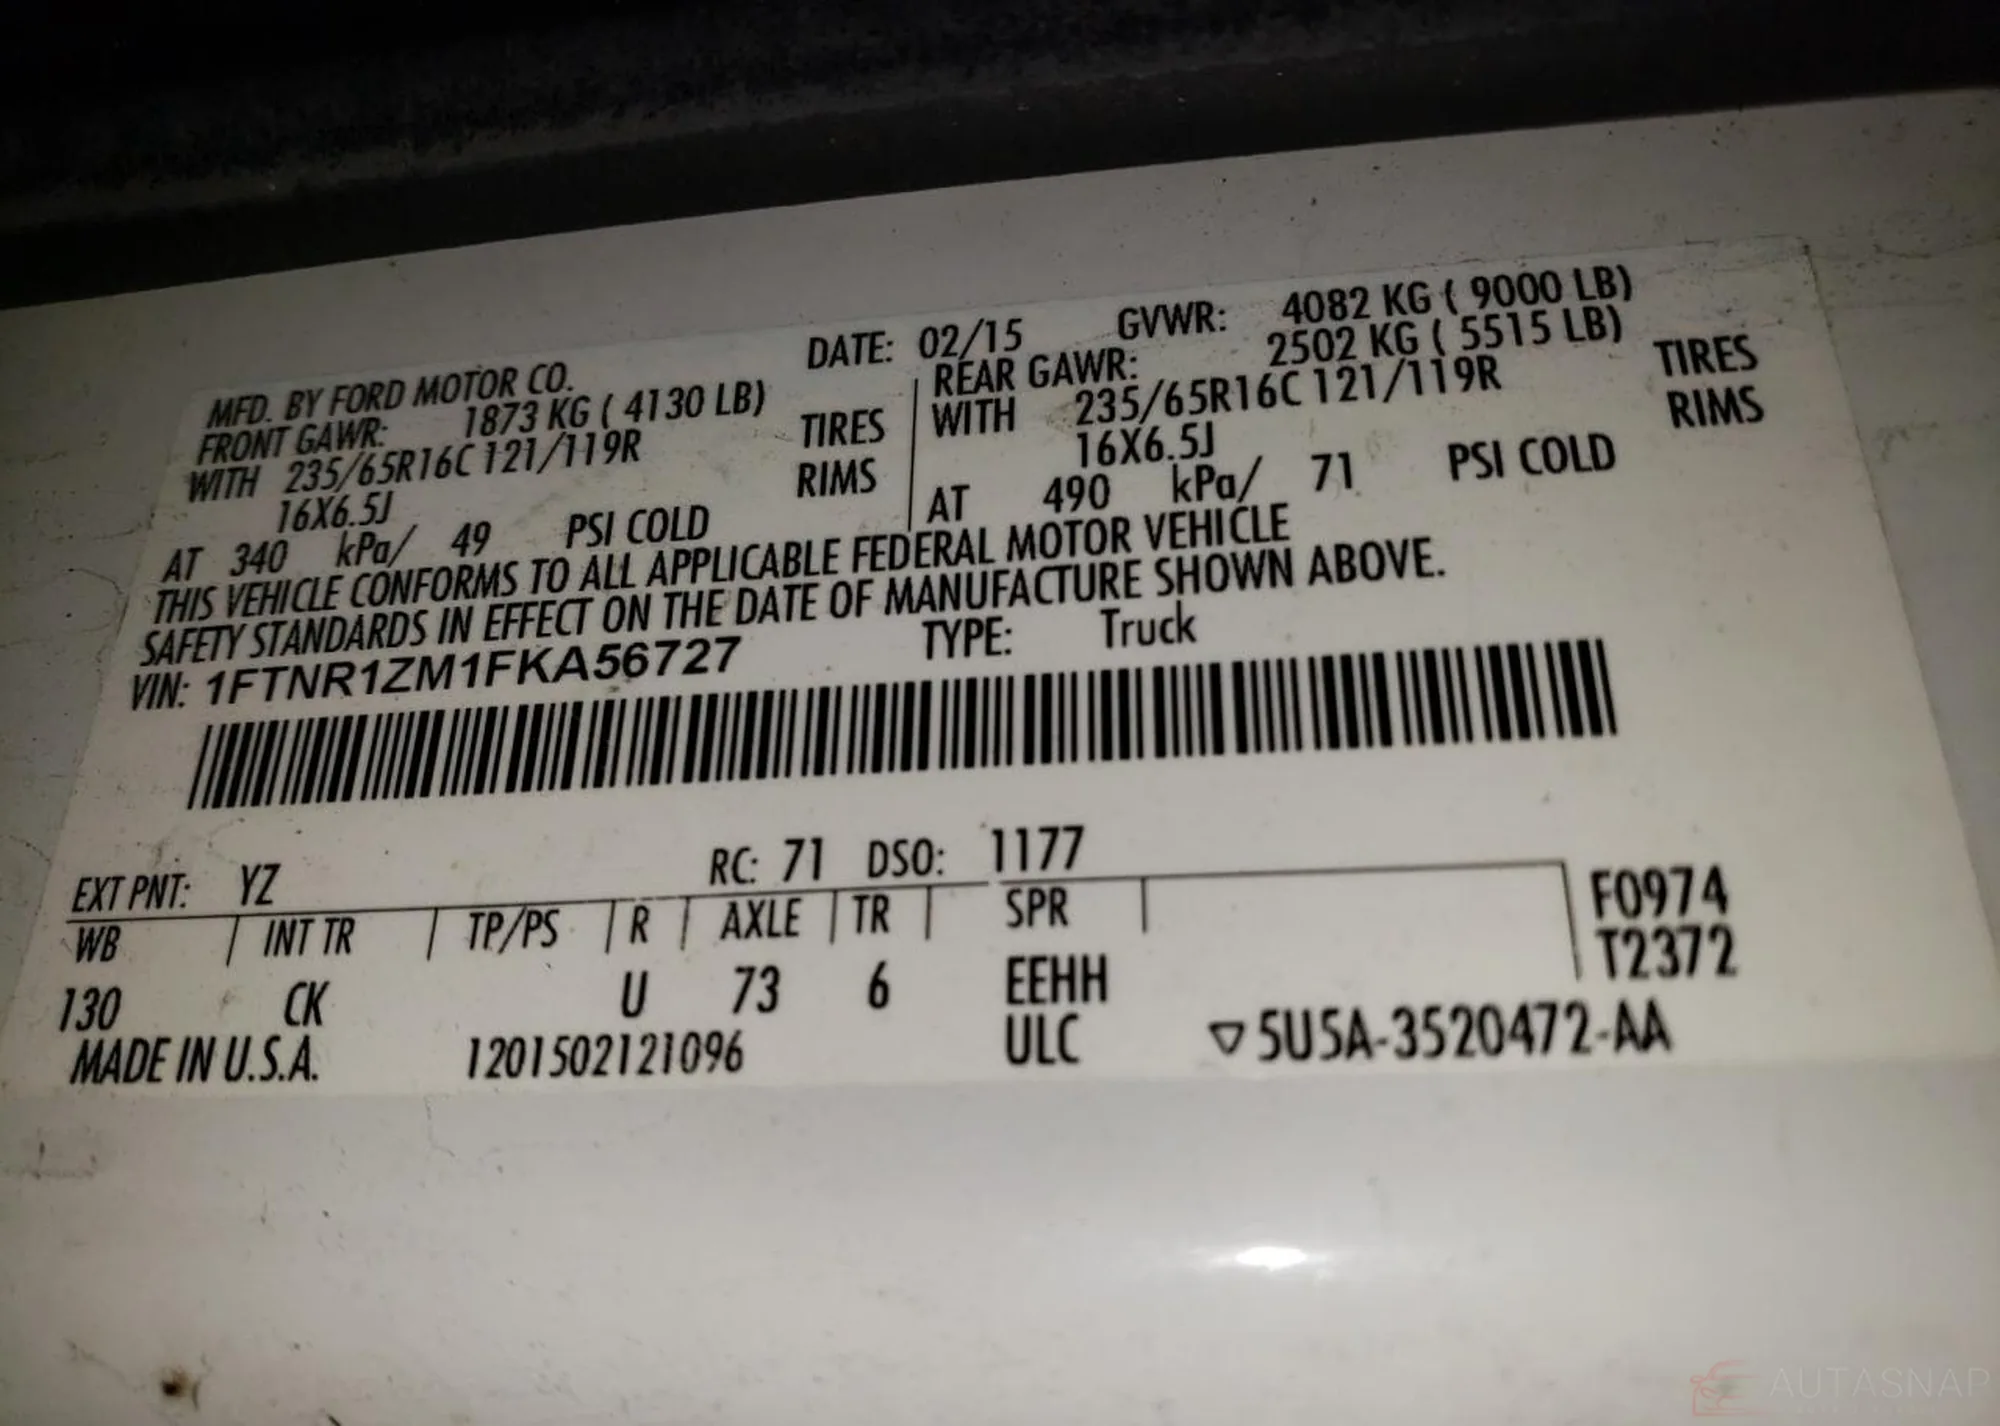 MFD. BY FORD MOTOR CO. DATE: 02/15 GVWR: 4082 KG ( 9000 LB)
FRONT GAWR: 1873 KG ( 4130 LB)
WITH 235/65R16C 121/119R TIRES
16X6.5J RIMS
AT 340 kPa/ 49 PSI COLD
REAR GAWR: 2502 KG ( 5515 LB)
WITH 235/65R16C 121/119R TIRES
16X6.5J RIMS
AT 490 kPa/ 71 PSI COLD
THIS VEHICLE CONFORMS TO ALL APPLICABLE FEDERAL MOTOR VEHICLE
SAFETY STANDARDS IN EFFECT ON THE DATE OF MANUFACTURE SHOWN ABOVE.
VIN: 1FTNR1ZM1FKA56727 TYPE: Truck
EXT PNT: YZ RC: 71 DSO: 1177
WB INT TR TP/PS R AXLE TR SPR F0974
T2372
130 CK U 73 6 EEHH
MADE IN U.S.A. 1201502121096 ULC ▽5U5A-3520472-AA
AUTASNAP